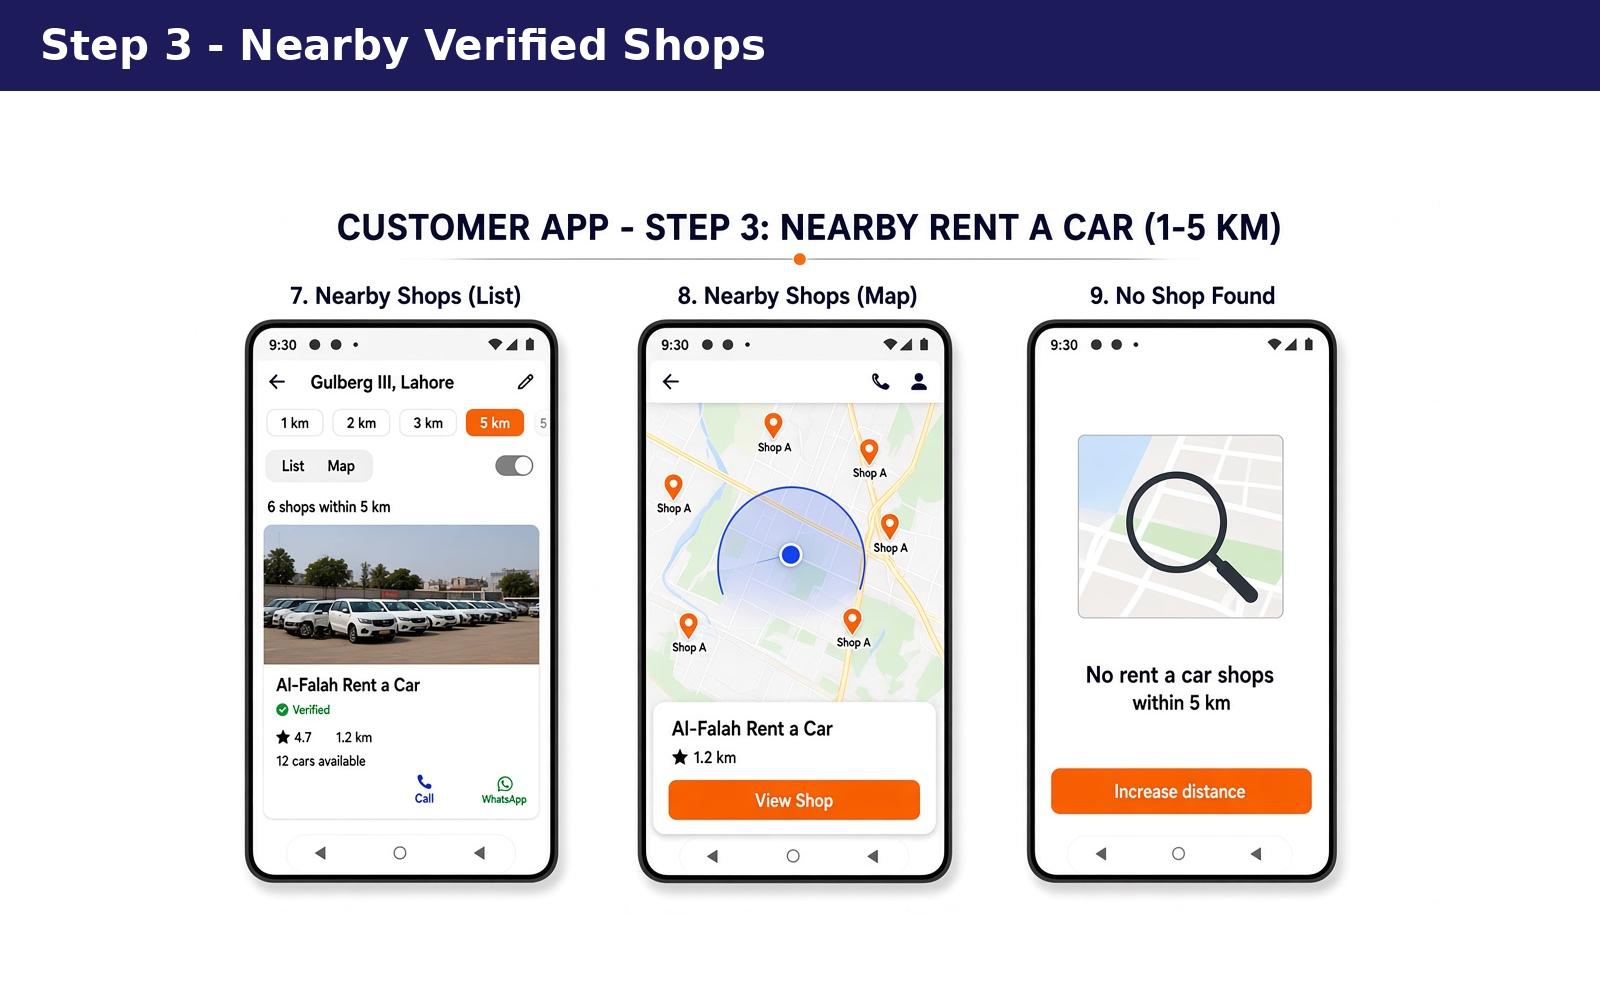 Step 3 - Nearby Verified Shops
CUSTOMER APP - STEP 3: NEARBY RENT A CAR (1-5 KM)
7. Nearby Shops (List)
9:30
Gulberg III, Lahore
1 km 2 km 3 km 5 km 5
List Map
6 shops within 5 km
Al-Falah Rent a Car
Verified
4.7 1.2 km
12 cars available
Call WhatsApp
8. Nearby Shops (Map)
9:30
Shop A
Shop A
Shop A
Shop A
Shop A
Shop A
Al-Falah Rent a Car
1.2 km
View Shop
9. No Shop Found
9:30
No rent a car shops
within 5 km
Increase distance